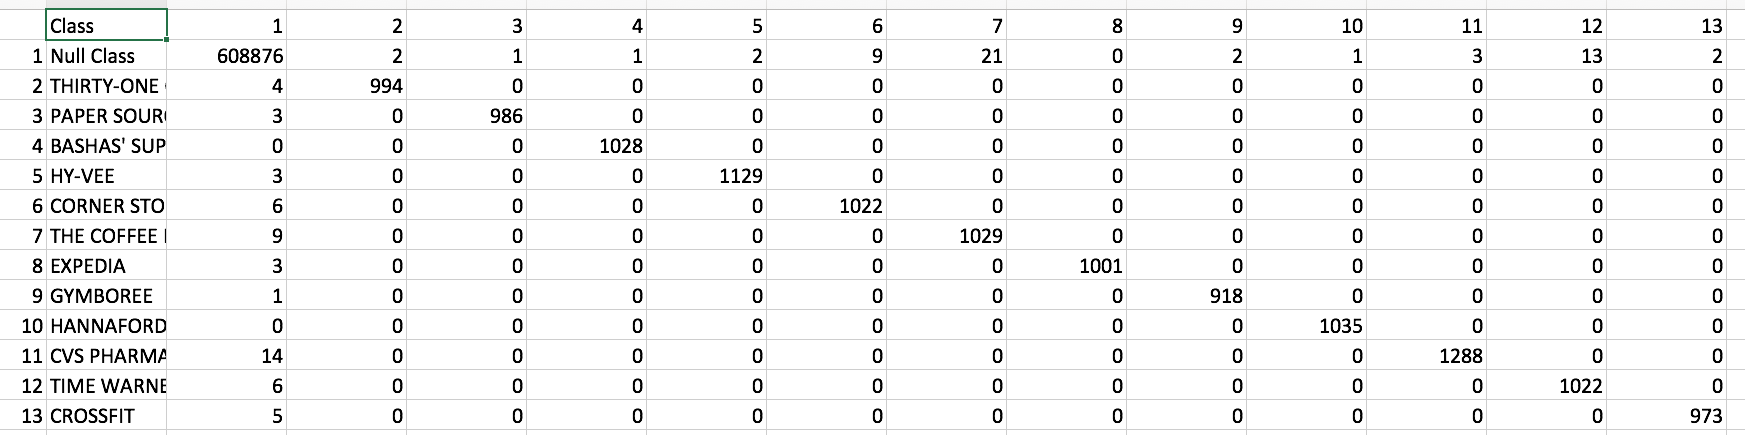 Class 1 2 3 4 5 6 7 8 9 10 11 12 13
1 Null Class 608876 2 1 1 2 9 21 0 2 1 3 13 2
2 THIRTY-ONE 4 994 0 0 0 0 0 0 0 0 0 0 0
3 PAPER SOUR 3 0 986 0 0 0 0 0 0 0 0 0 0
4 BASHAS' SUP 0 0 0 1028 0 0 0 0 0 0 0 0 0
5 HY-VEE 3 0 0 0 1129 0 0 0 0 0 0 0 0
6 CORNER STO 6 0 0 0 0 1022 0 0 0 0 0 0 0
7 THE COFFEE 9 0 0 0 0 0 1029 0 0 0 0 0 0
8 EXPEDIA 3 0 0 0 0 0 0 1001 0 0 0 0 0
9 GYMBOREE 1 0 0 0 0 0 0 0 918 0 0 0 0
10 HANNAFORD 0 0 0 0 0 0 0 0 0 1035 0 0 0
11 CVS PHARMA 14 0 0 0 0 0 0 0 0 0 1288 0 0
12 TIME WARNE 6 0 0 0 0 0 0 0 0 0 0 1022 0
13 CROSSFIT 5 0 0 0 0 0 0 0 0 0 0 0 973